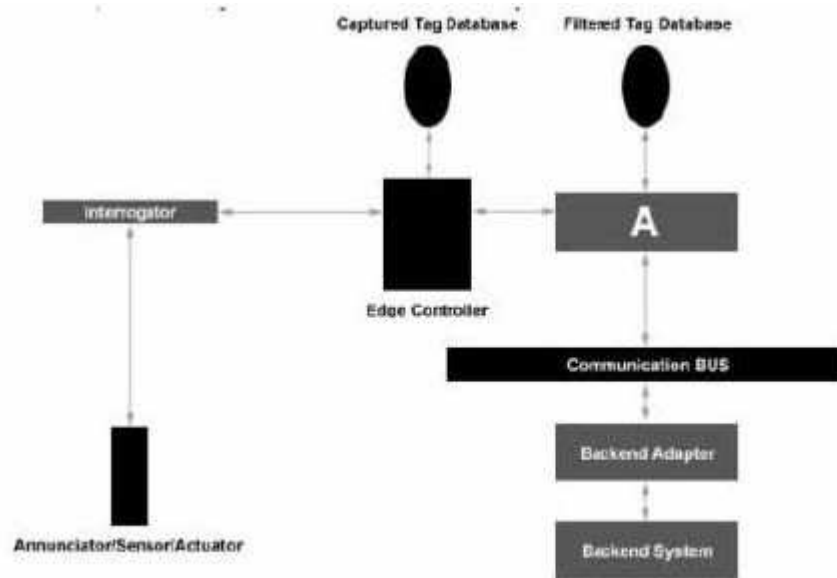 Captured Tag Database
Filtered Tag Database
Interrogator
A
Edge Controller
Communication BUS
Backend Adapter
Annunciator/Sensor/Actuator
Backend System